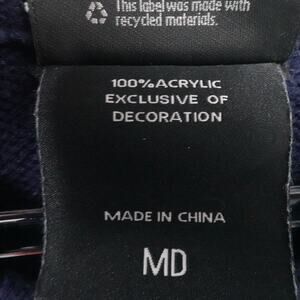 This label was made with
recycled materials.
100% ACRYLIC
EXCLUSIVE OF
DECORATION
MADE IN CHINA
MD